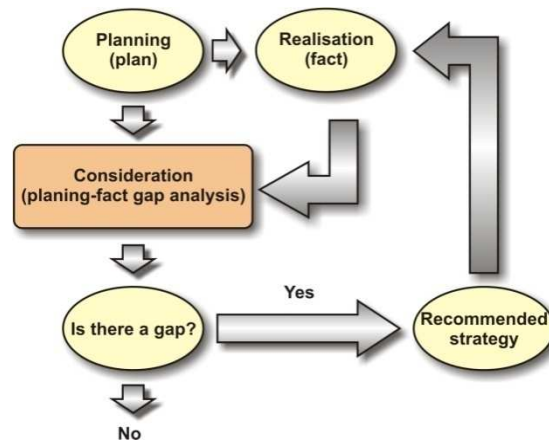 Planning
(plan)
Realisation
(fact)
Consideration
(planing-fact gap analysis)
Is there a gap?
Yes
Recommended
strategy
No